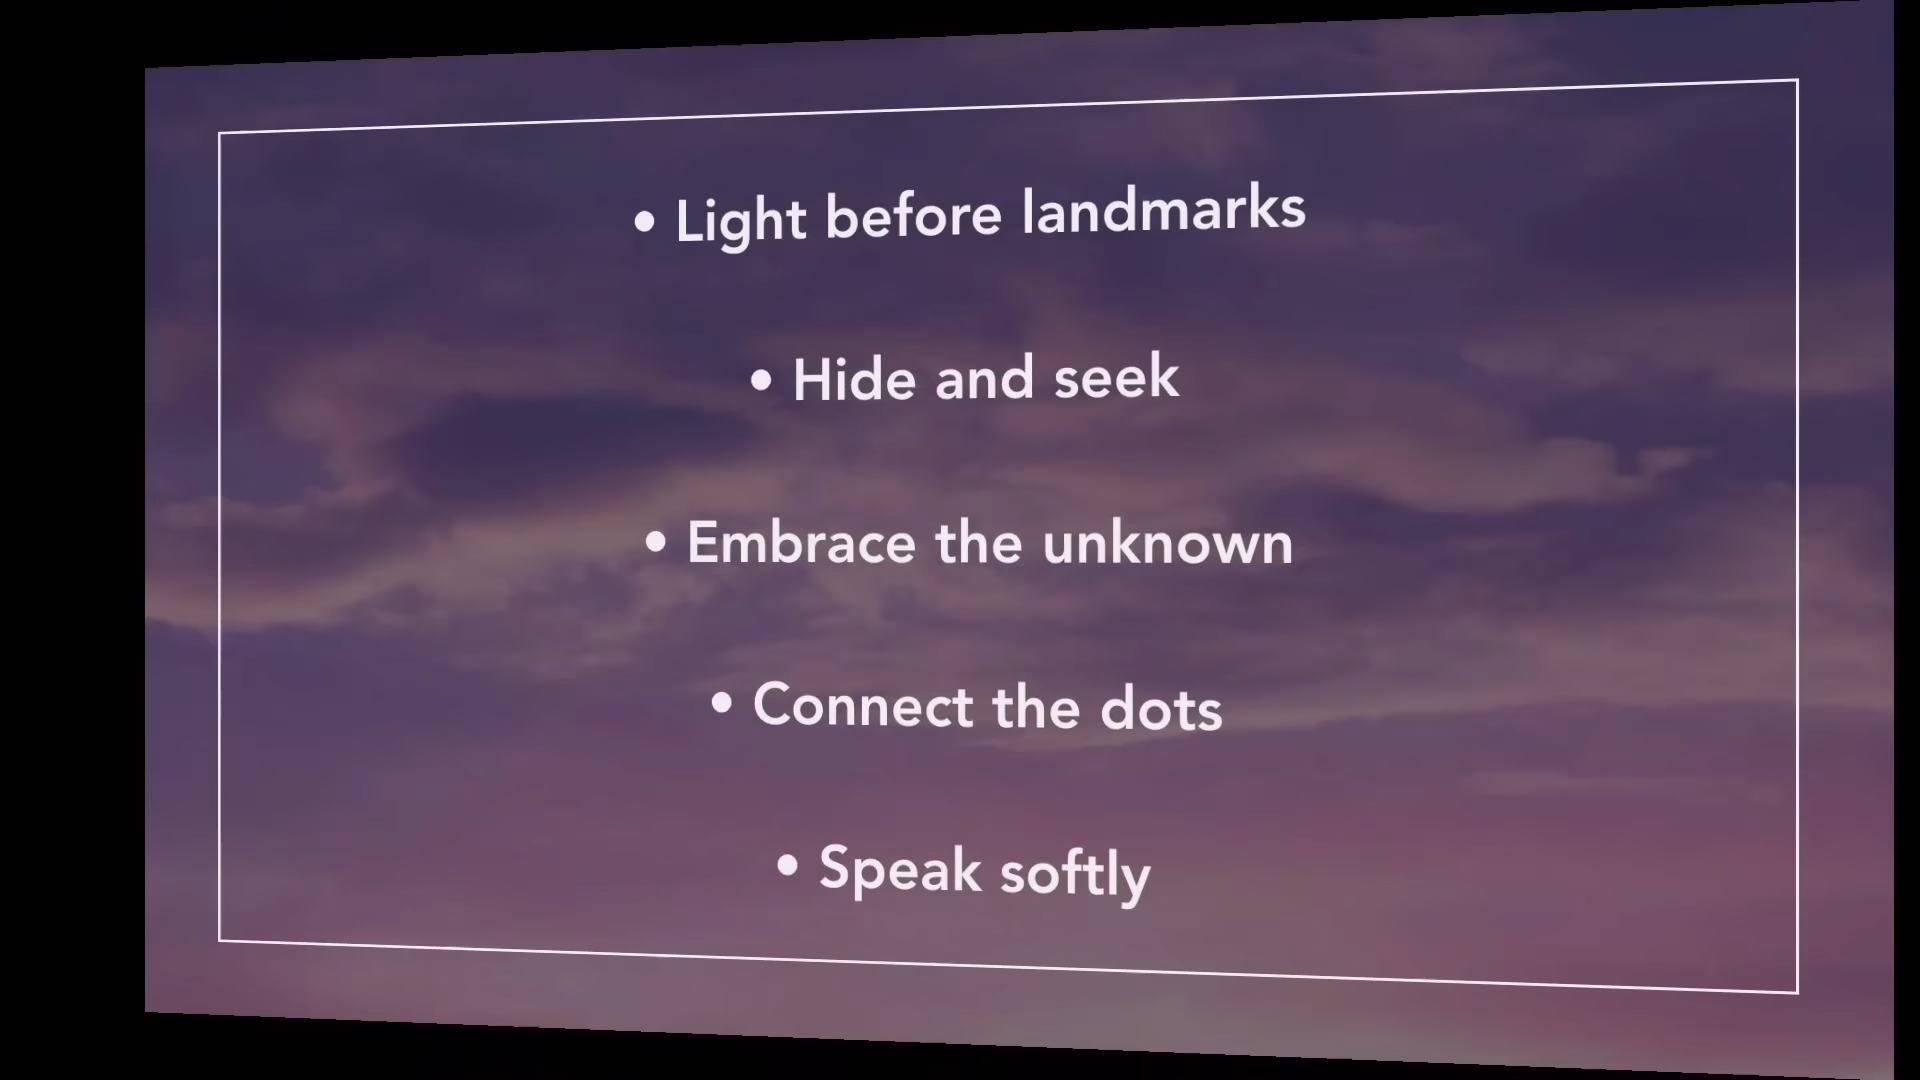 • Light before landmarks
• Hide and seek
• Embrace the unknown
• Connect the dots
• Speak softly